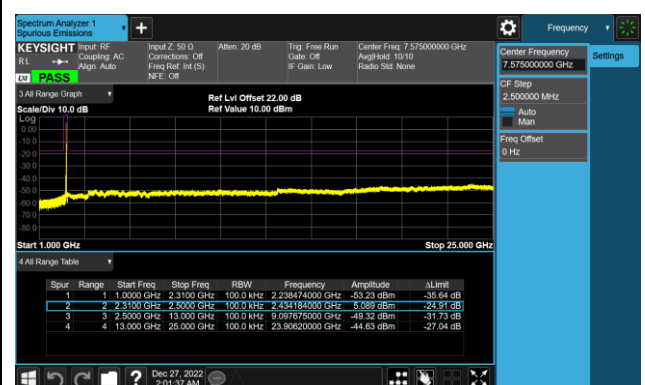 Spectrum Analyzer 1
Spurious Emissions
Frequency
KEYSIGHT
RL
LXI
PASS
Input: RF
Coupling: AC
Align: Auto
Input Z: 50 Ω
Corrections: Off
Freq Ref: Int (S)
NFE: Off
Atten: 20 dB
Trig: Free Run
Gate: Off
IF Gain: Low
Center Freq: 7.575000000 GHz
Avg|Hold: 10/10
Radio Std: None
Center Frequency
7.575000000 GHz
Settings
CF Step
2.500000 MHz
Auto
Man
Freq Offset
0 Hz
3 All Range Graph
Scale/Div 10.0 dB
Ref Lvl Offset 22.00 dB
Ref Value 10.00 dBm
Log
0.00
-10.0
-20.0
-30.0
-40.0
-50.0
-60.0
-70.0
-80.0
Start 1.000 GHz
Stop 25.000 GHz
4 All Range Table
Spur Range Start Freq Stop Freq RBW Frequency Amplitude ΔLimit
1 1 1.0000 GHz 2.3100 GHz 100.0 kHz 2.238474000 GHz -53.23 dBm -35.64 dB
2 2 2.3100 GHz 2.5000 GHz 100.0 kHz 2.434184000 GHz 5.089 dBm -24.91 dB
3 3 2.5000 GHz 13.000 GHz 100.0 kHz 9.097675000 GHz -49.32 dBm -31.73 dB
4 4 13.000 GHz 25.000 GHz 100.0 kHz 23.90620000 GHz -44.63 dBm -27.04 dB
?
Dec 27, 2022
2:01:37 AM